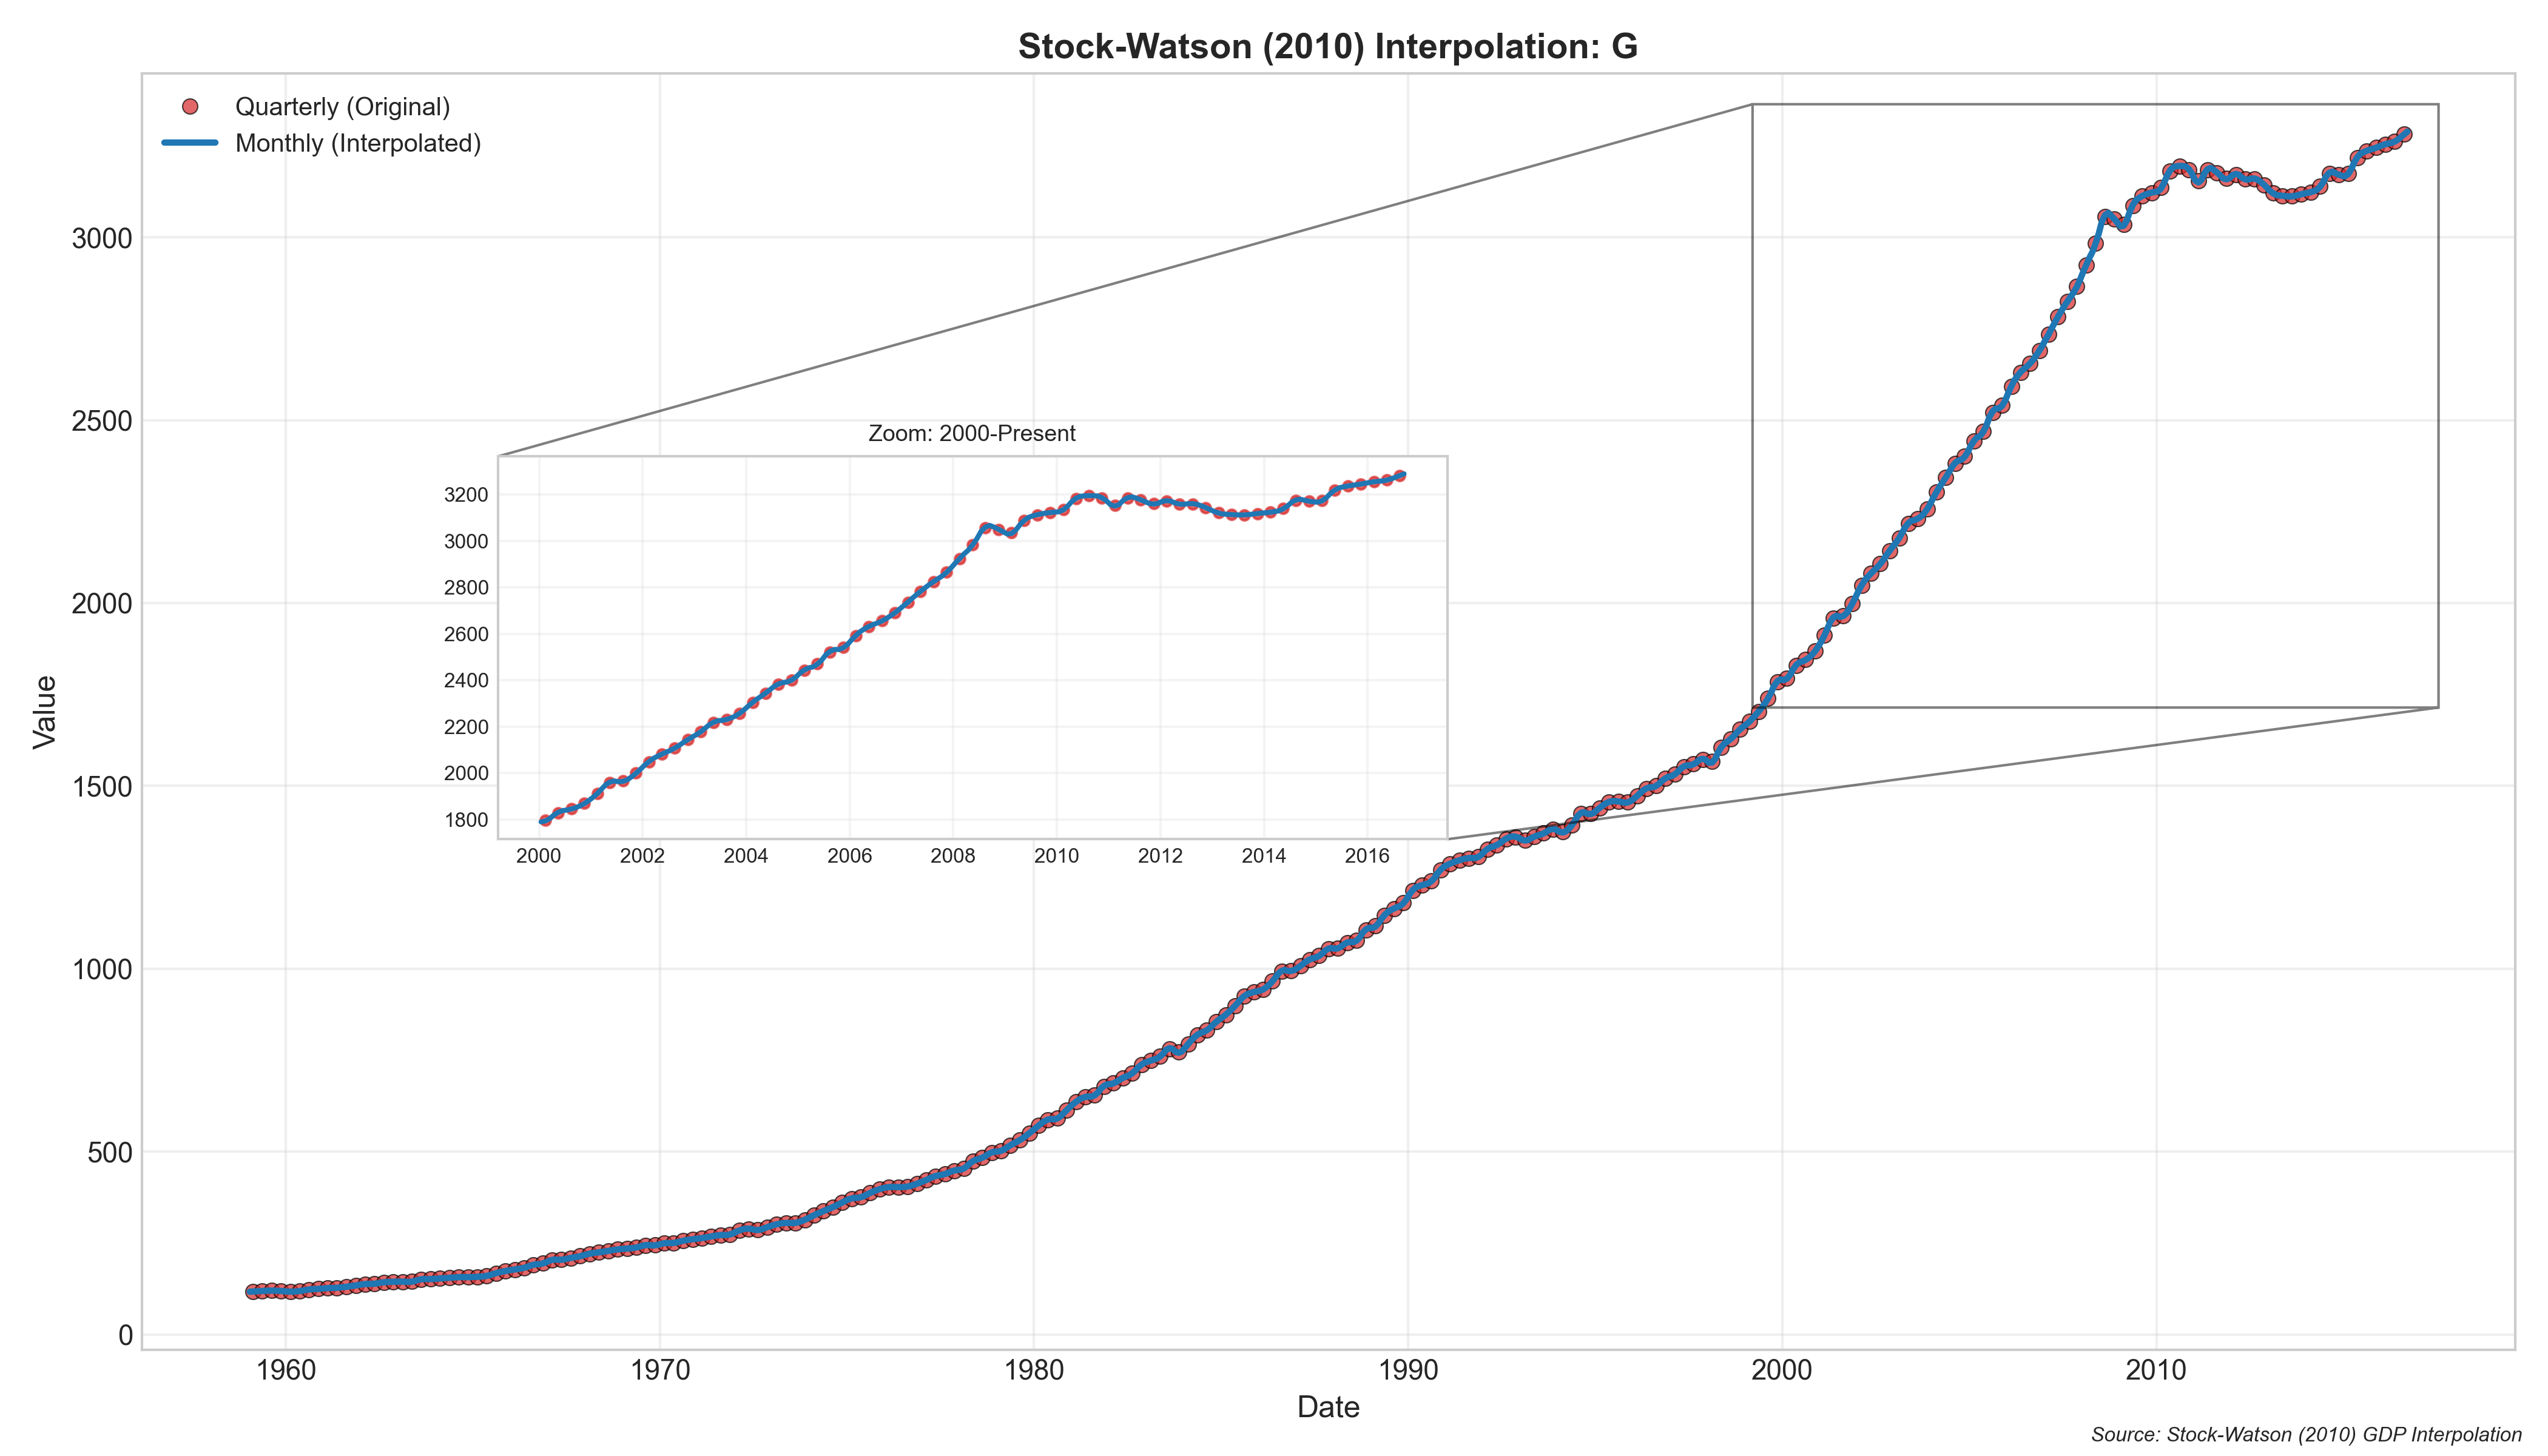 Stock-Watson (2010) Interpolation: G
Quarterly (Original)
Monthly (Interpolated)
Value
3000
2500
2000
1500
1000
500
0
Zoom: 2000-Present
3200
3000
2800
2600
2400
2200
2000
1800
2000 2002 2004 2006 2008 2010 2012 2014 2016
1960 1970 1980 1990 2000 2010
Date
Source: Stock-Watson (2010) GDP Interpolation